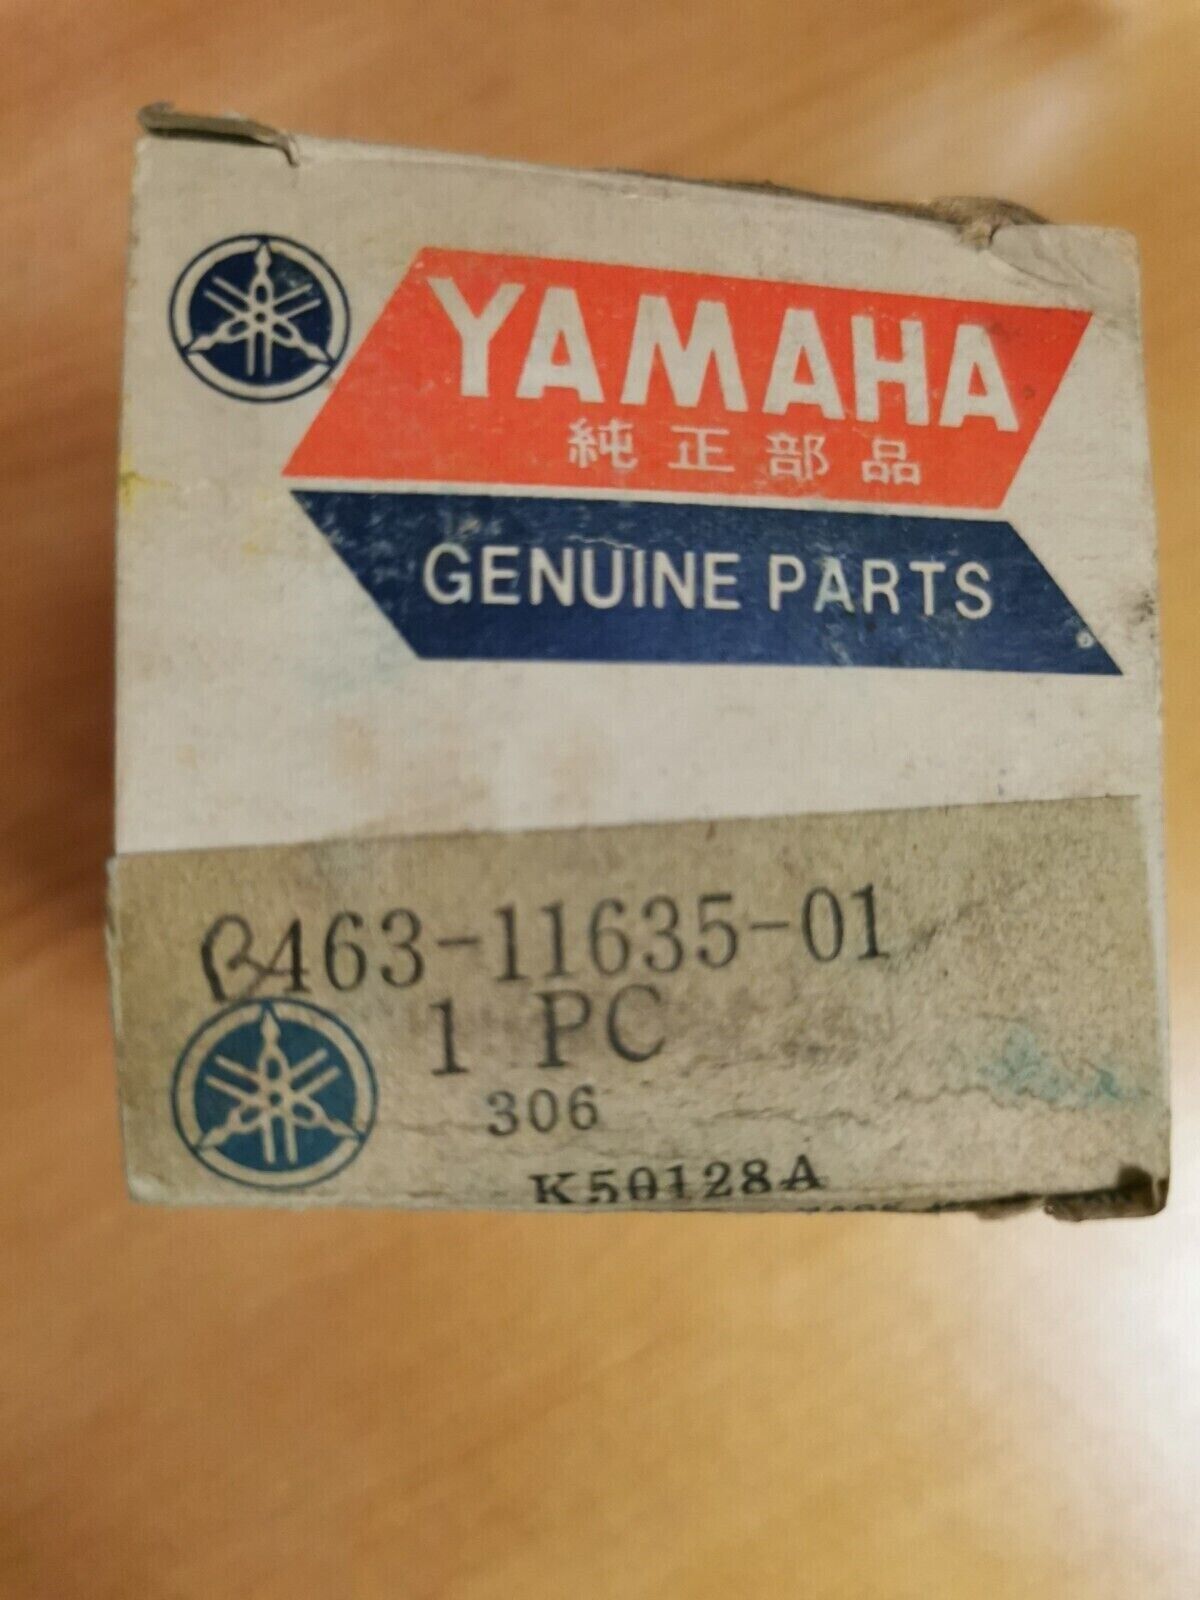 YAMAHA
純正部品
GENUINE PARTS
463-11635-01
1 PC
306
K50128A